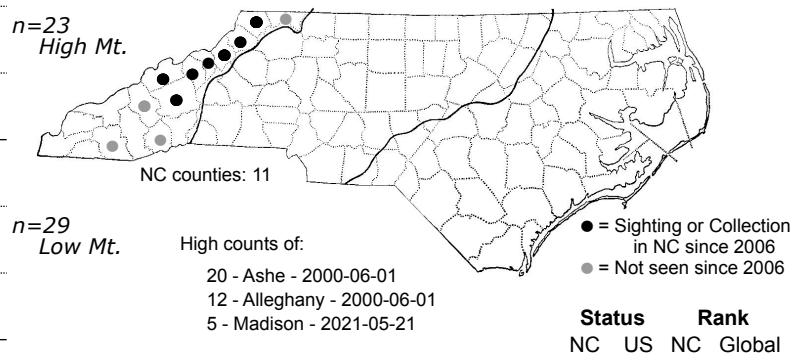 n=23
High Mt.
NC counties: 11
n=29
Low Mt.
High counts of:
20 - Ashe - 2000-06-01
12 - Alleghany - 2000-06-01
5 - Madison - 2021-05-21
● = Sighting or Collection
in NC since 2006
● = Not seen since 2006
Status Rank
NC US NC Global